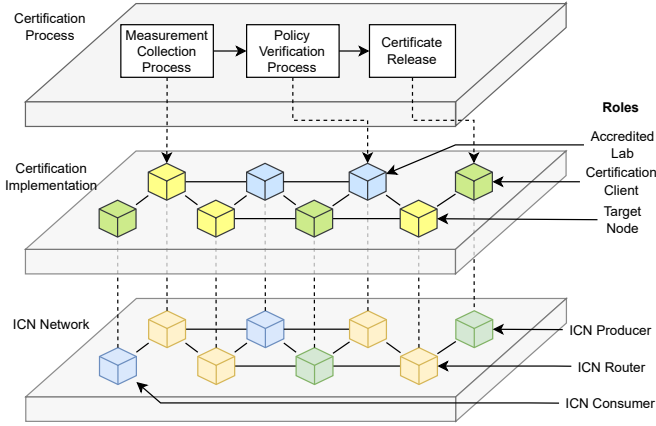 Certification
Process
Measurement
Collection
Process
Policy
Verification
Process
Certificate
Release
Roles
Accredited
Lab
Certification
Implementation
Certification
Client
Target
Node
ICN Network
ICN Producer
ICN Router
ICN Consumer